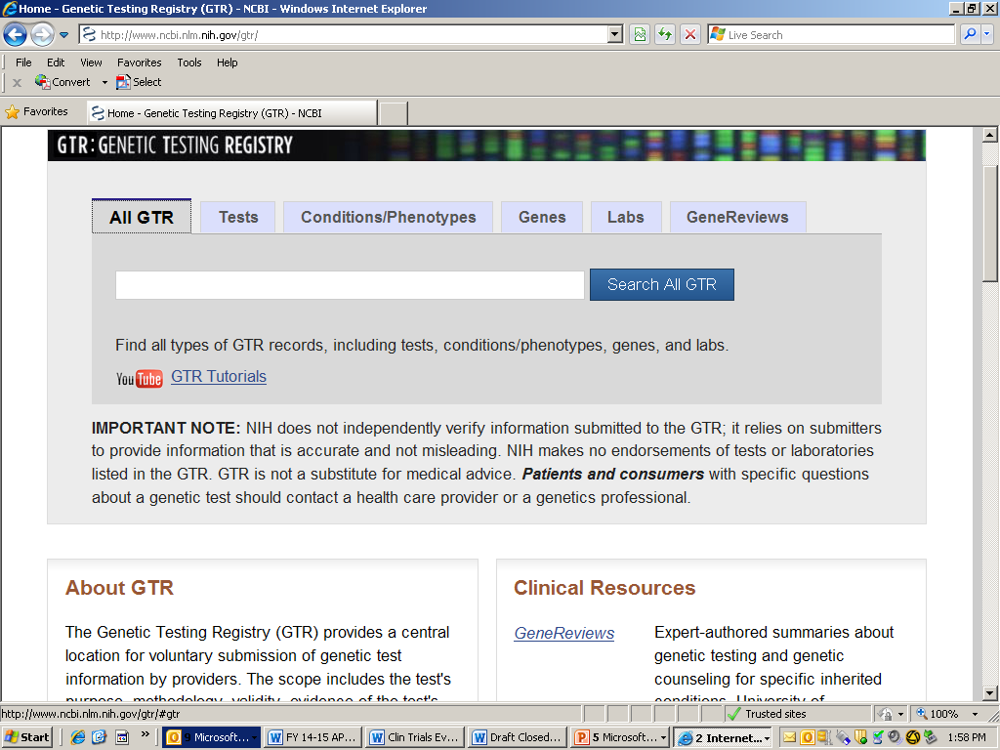 Home - Genetic Testing Registry (GTR) - NCBI - Windows Internet Explorer
http://www.ncbi.nlm.nih.gov/gtr/
Live Search
File Edit View Favorites Tools Help
x Convert Select
Favorites Home - Genetic Testing Registry (GTR) - NCBI
GTR: GENETIC TESTING REGISTRY
All GTR Tests Conditions/Phenotypes Genes Labs GeneReviews
Search All GTR
Find all types of GTR records, including tests, conditions/phenotypes, genes, and labs.
YouTube GTR Tutorials
IMPORTANT NOTE: NIH does not independently verify information submitted to the GTR; it relies on submitters
to provide information that is accurate and not misleading. NIH makes no endorsements of tests or laboratories
listed in the GTR. GTR is not a substitute for medical advice. Patients and consumers with specific questions
about a genetic test should contact a health care provider or a genetics professional.
About GTR
The Genetic Testing Registry (GTR) provides a central
location for voluntary submission of genetic test
information by providers. The scope includes the test's
purpose, methodology, validity, evidence of the test's
Clinical Resources
GeneReviews
Expert-authored summaries about
genetic testing and genetic
counseling for specific inherited
conditions. University of
http://www.ncbi.nlm.nih.gov/gtr/#gtr
Trusted sites
100%
Start
9 Microsoft...
FY 14-15 AP...
Clin Trials Ev...
Draft Closed...
5 Microsoft...
2 Internet...
1:58 PM